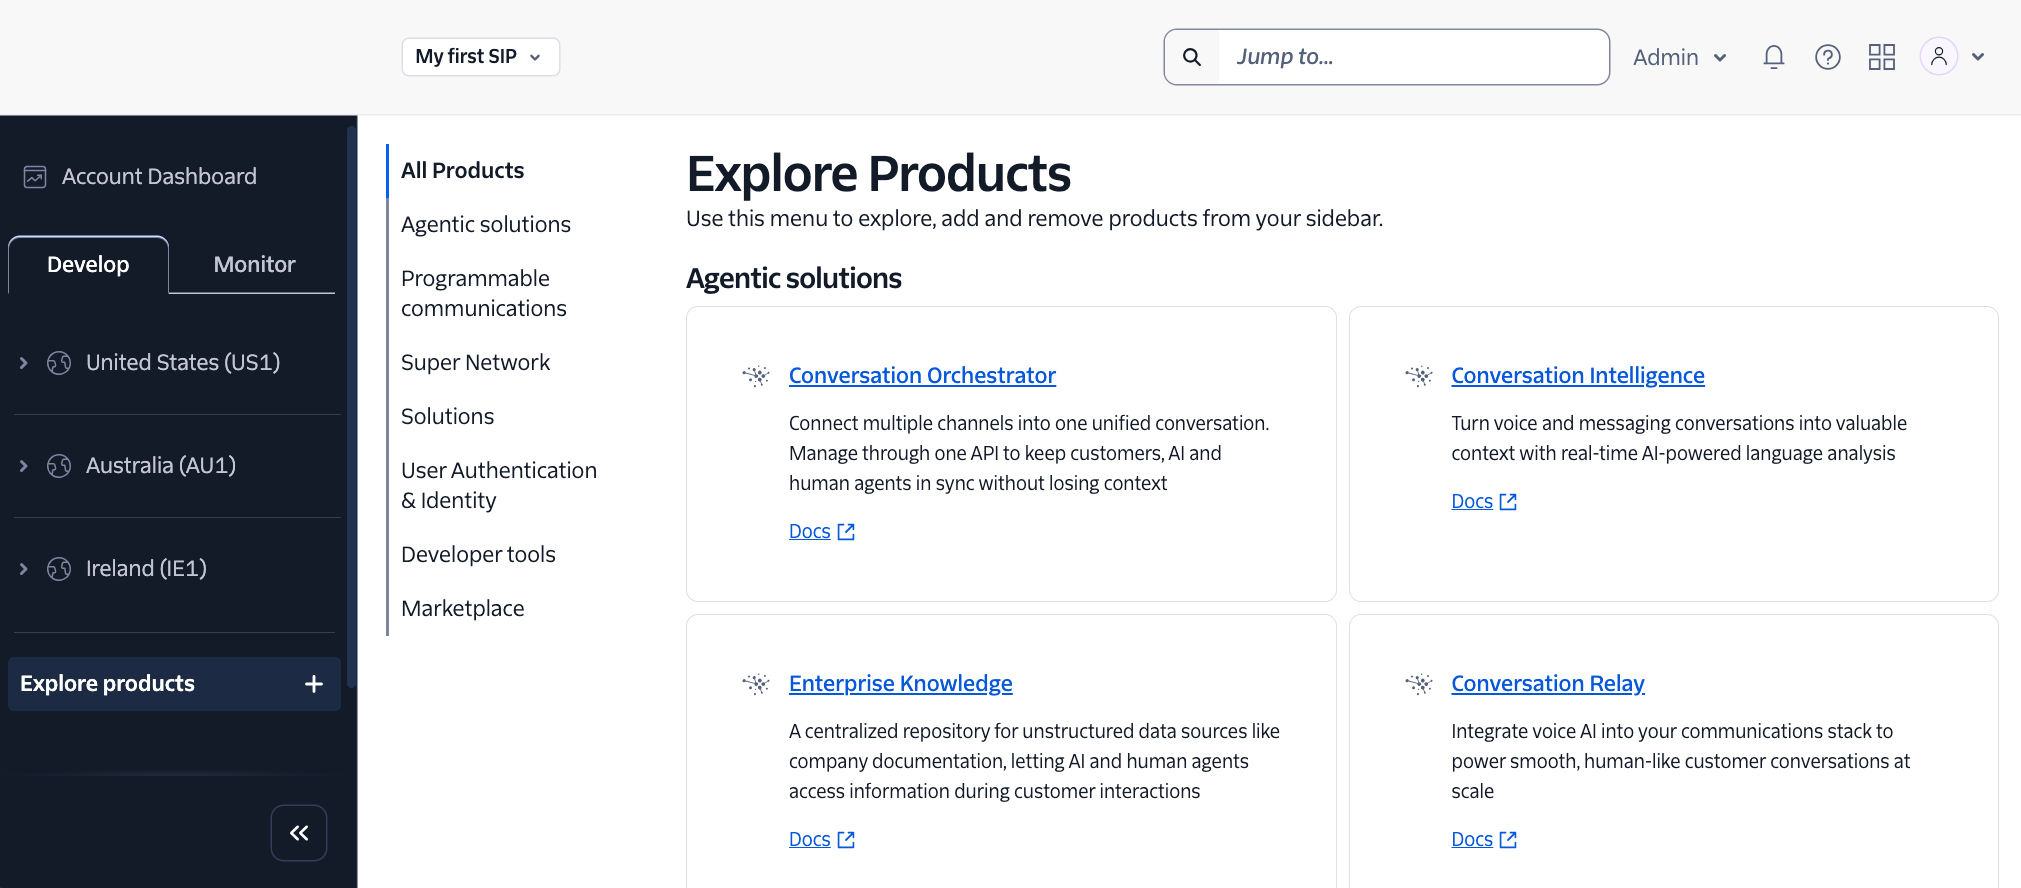 My first SIP
Jump to...
Admin
Account Dashboard
Develop
Monitor
United States (US1)
Australia (AU1)
Ireland (IE1)
Explore products
All Products
Agentic solutions
Programmable
communications
Super Network
Solutions
User Authentication
& Identity
Developer tools
Marketplace
Explore Products
Use this menu to explore, add and remove products from your sidebar.
Agentic solutions
Conversation Orchestrator
Connect multiple channels into one unified conversation.
Manage through one API to keep customers, AI and
human agents in sync without losing context
Docs
Conversation Intelligence
Turn voice and messaging conversations into valuable
context with real-time AI-powered language analysis
Docs
Enterprise Knowledge
A centralized repository for unstructured data sources like
company documentation, letting AI and human agents
access information during customer interactions
Docs
Conversation Relay
Integrate voice AI into your communications stack to
power smooth, human-like customer conversations at
scale
Docs